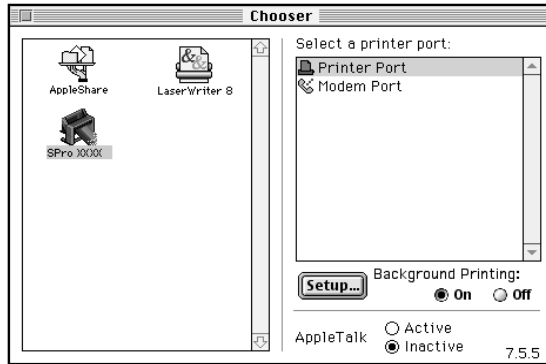 Chooser
AppleShare
LaserWriter 8
SPro XXXX
Select a printer port:
Printer Port
Modem Port
Setup...
Background Printing:
On
Off
AppleTalk
Active
Inactive
7.5.5